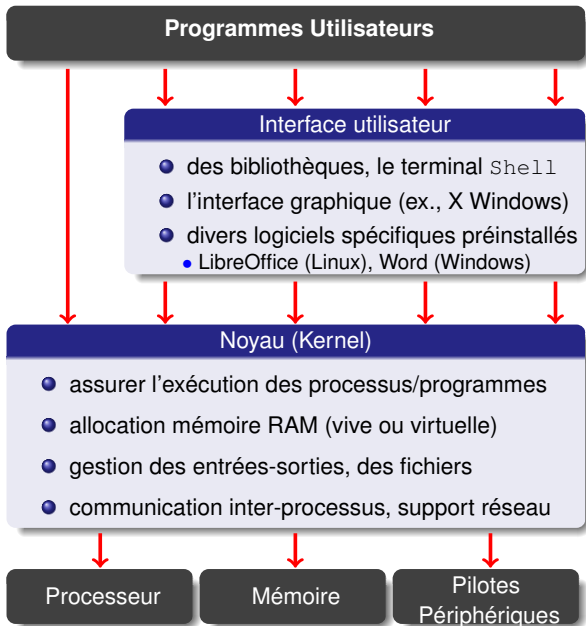 Programmes Utilisateurs
Interface utilisateur
des bibliothèques, le terminal Shell
l'interface graphique (ex., X Windows)
divers logiciels spécifiques préinstallés
• LibreOffice (Linux), Word (Windows)
Noyau (Kernel)
assurer l'exécution des processus/programmes
allocation mémoire RAM (vive ou virtuelle)
gestion des entrées-sorties, des fichiers
communication inter-processus, support réseau
Processeur
Mémoire
Pilotes
Périphériques